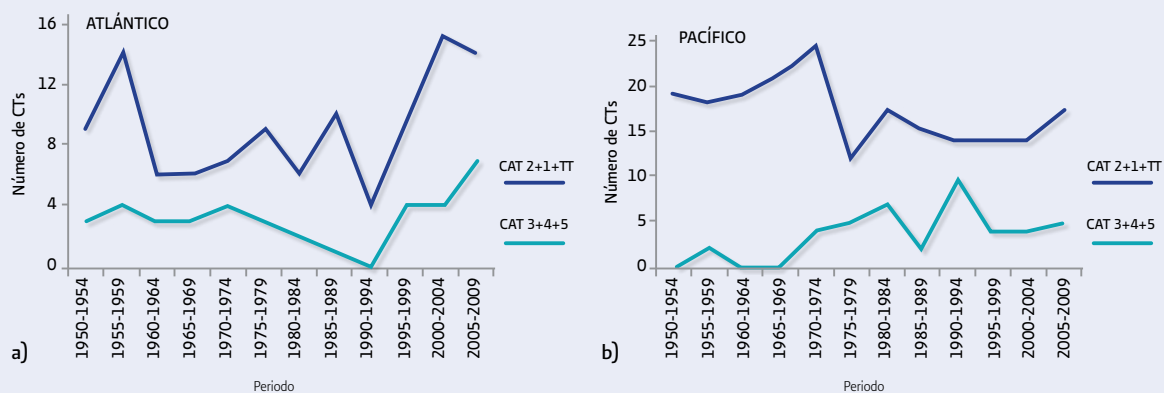 ATLÁNTICO
Número de CTs
16
12
8
4
0
CAT 2+1+TT
CAT 3+4+5
1950-1954
1955-1959
1960-1964
1965-1969
1970-1974
1975-1979
1980-1984
1985-1989
1990-1994
1995-1999
2000-2004
2005-2009
a)
Periodo
PACÍFICO
Número de CTs
25
20
15
10
5
0
CAT 2+1+TT
CAT 3+4+5
1950-1954
1955-1959
1960-1964
1965-1969
1970-1974
1975-1979
1980-1984
1985-1989
1990-1994
1995-1999
2000-2004
2005-2009
b)
Periodo